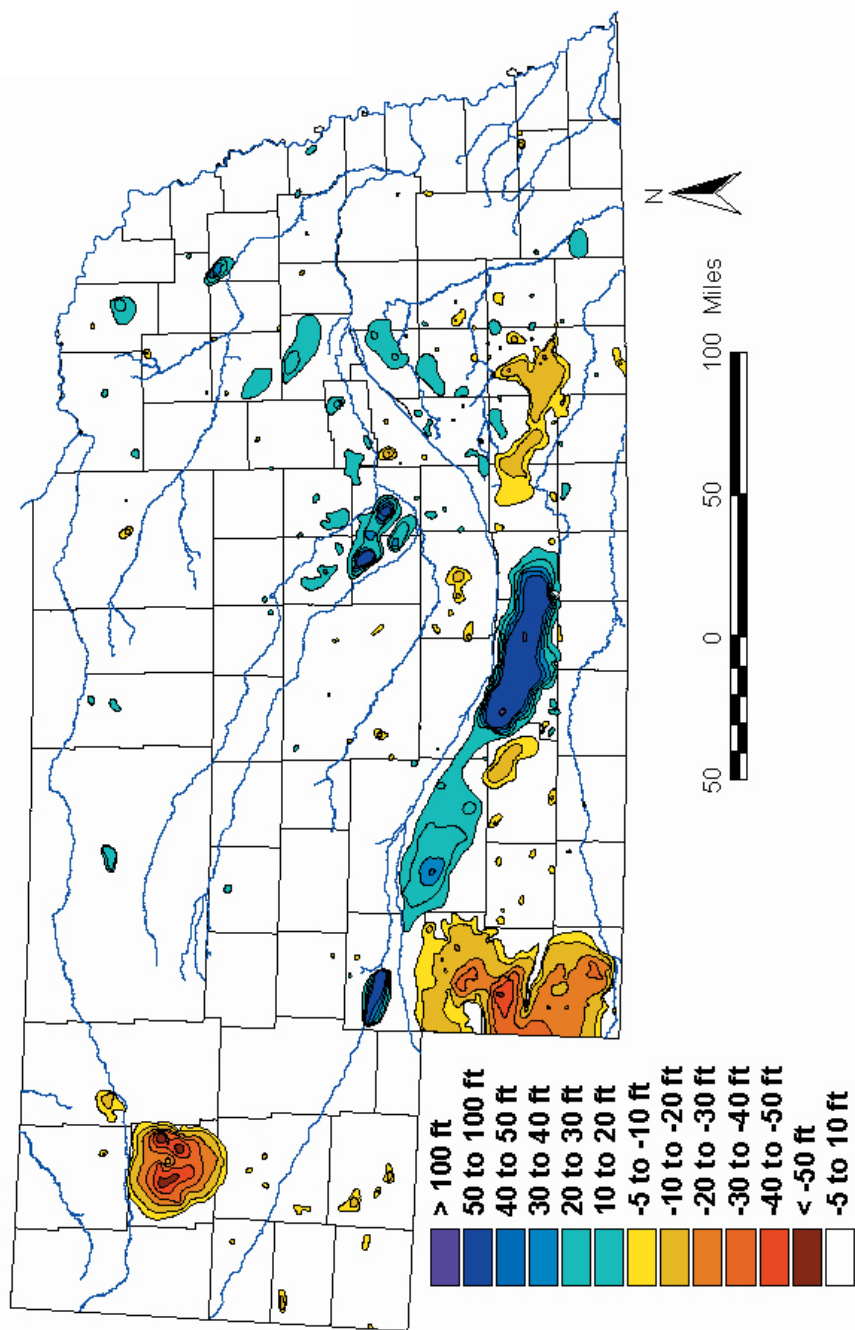 > 100 ft
50 to 100 ft
40 to 50 ft
30 to 40 ft
20 to 30 ft
10 to 20 ft
-5 to -10 ft
-10 to -20 ft
-20 to -30 ft
-30 to -40 ft
-40 to -50 ft
< -50 ft
-5 to 10 ft
50
0
50
100 Miles
N